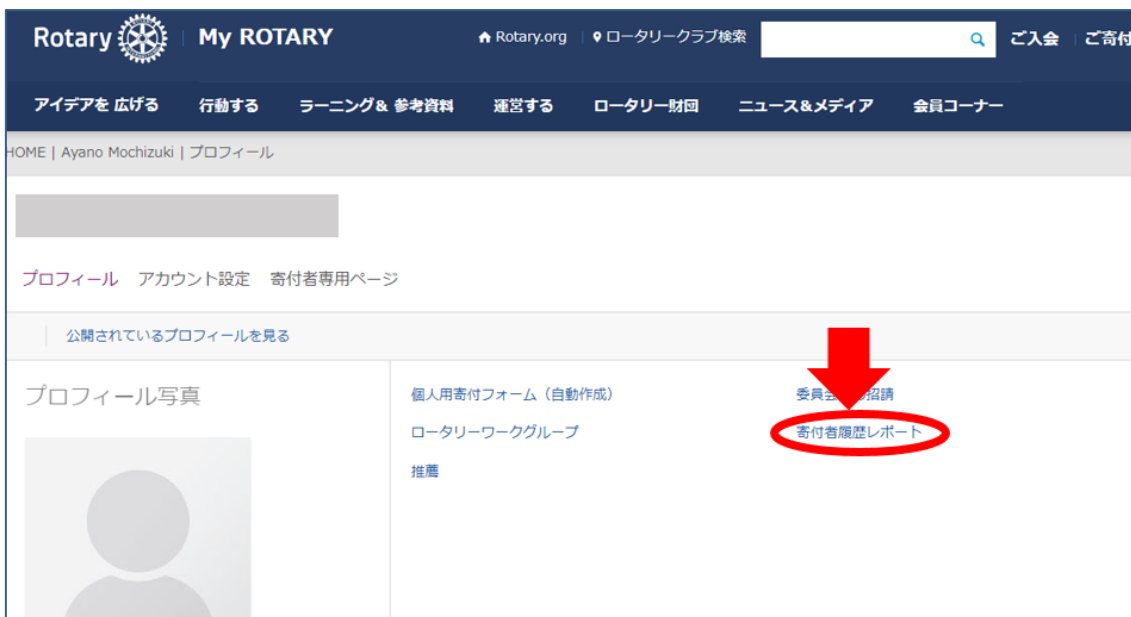 Rotary My ROTARY Rotary.org ロータリークラブ検索 ご入会 ご寄付
アイデアを 広げる 行動する ラーニング& 参考資料 運営する ロータリー財団 ニュース&メディア 会員コーナー
HOME | Ayano Mochizuki | プロフィール
プロフィール アカウント設定 寄付者専用ページ
公開されているプロフィールを見る
プロフィール写真
個人用寄付フォーム（自動作成） 委員会 招請
ロータリーワークグループ 寄付者履歴レポート
推薦